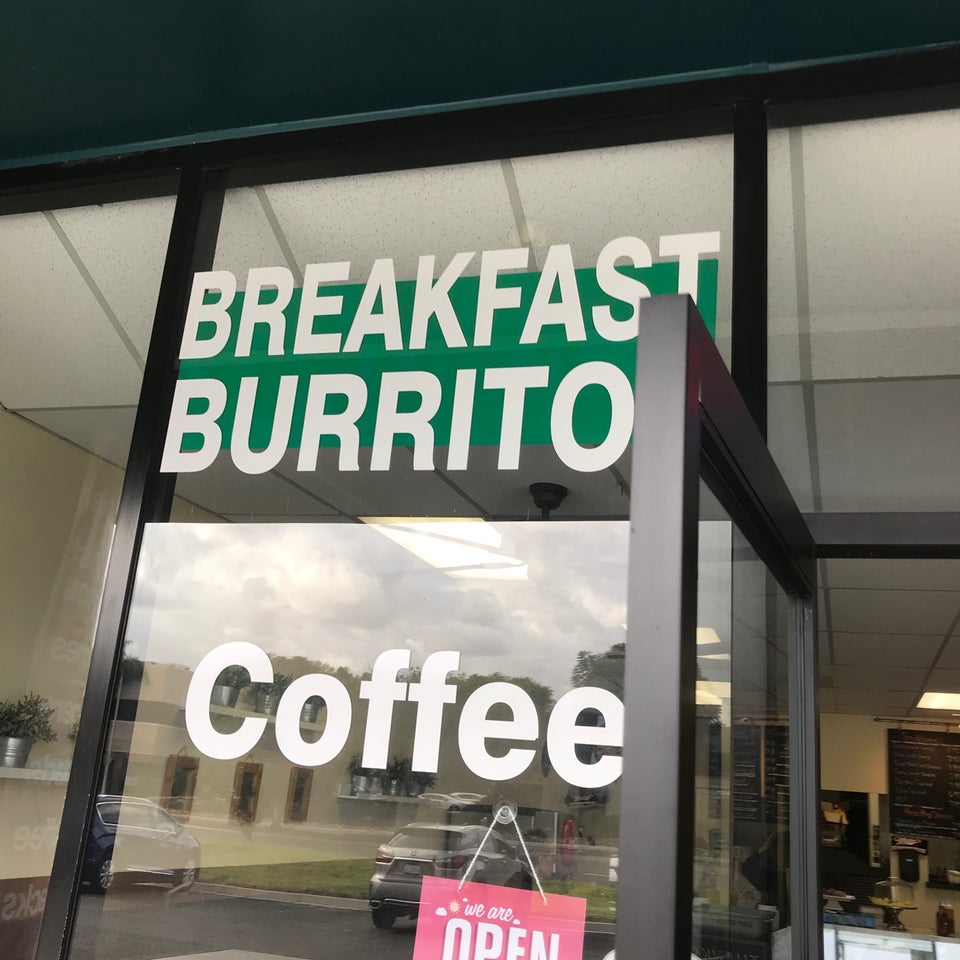 BREAKFAST
BURRITO
Coffee
we are
OPEN